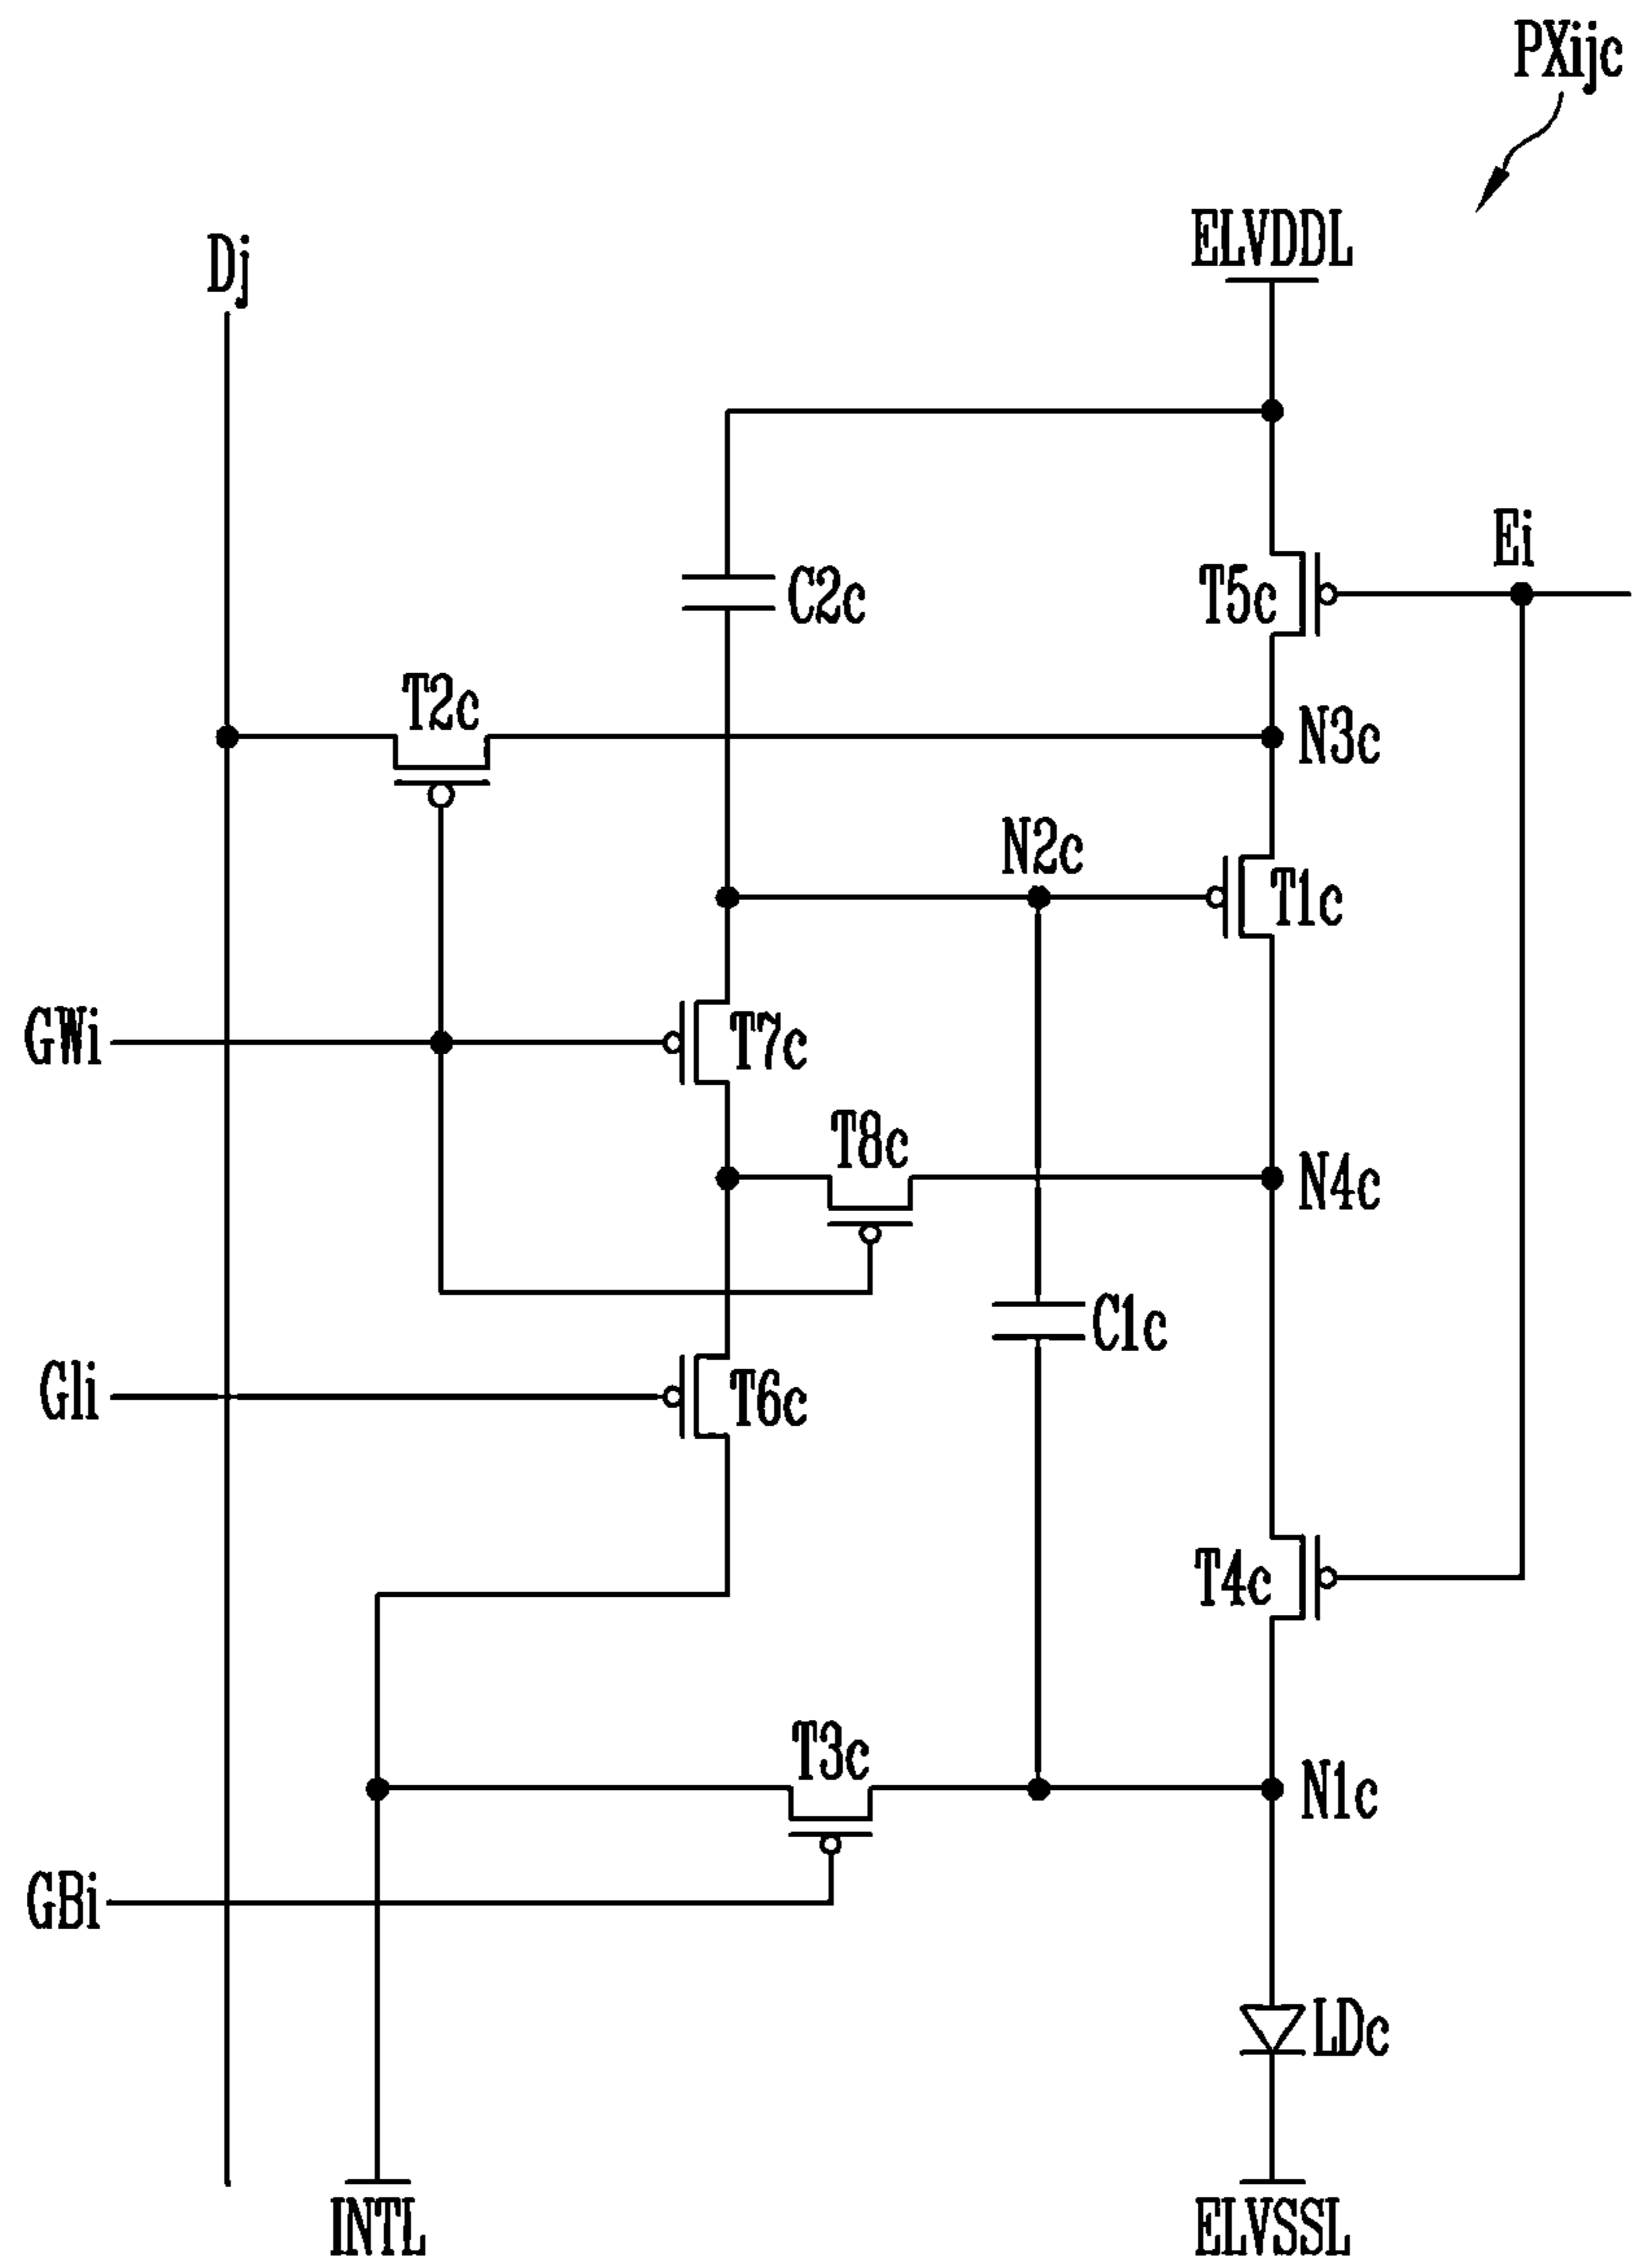 PXijc
ELVDDL
Dj
Ei
C2c
T5c
T2c
N3c
N2c
T1c
GWi
T7c
T8c
N4c
C1c
GIi
T6c
T4c
T3c
N1c
GBi
LDc
INTL
ELVSSL